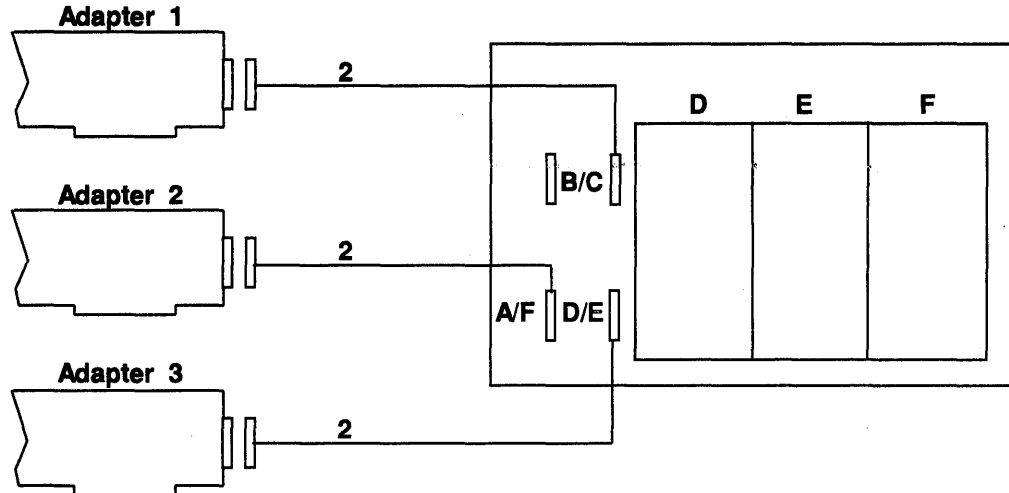 Adapter 1
2
D E F
B/C
Adapter 2
2
A/F D/E
Adapter 3
2